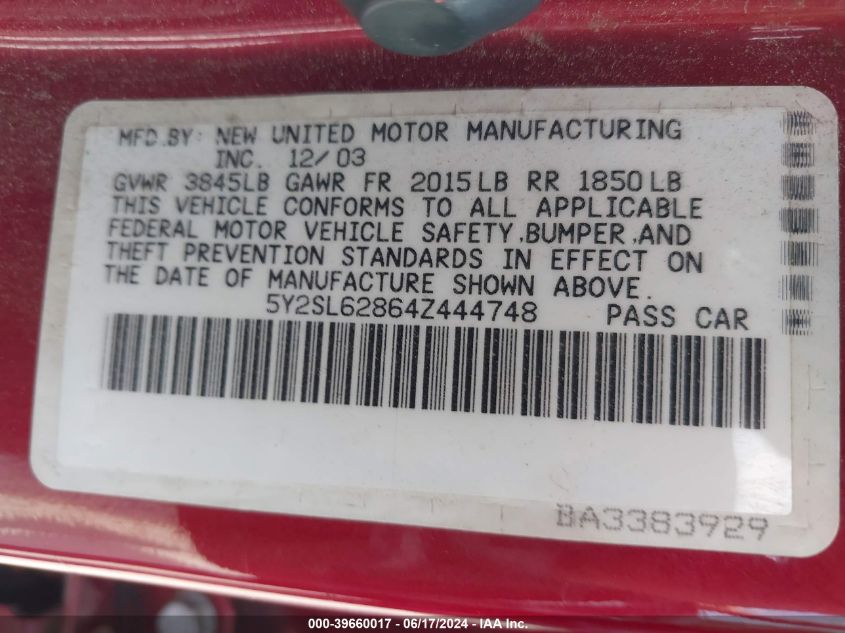 MFD.BY: NEW UNITED MOTOR MANUFACTURING
INC. 12/03
GVWR 3845LB GAWR FR 2015LB RR 1850LB
THIS VEHICLE CONFORMS TO ALL APPLICABLE
FEDERAL MOTOR VEHICLE SAFETY,BUMPER,AND
THEFT PREVENTION STANDARDS IN EFFECT ON
THE DATE OF MANUFACTURE SHOWN ABOVE.
5Y2SL62864Z444748 PASS CAR
BA3383929
000-39660017 - 06/17/2024 - IAA Inc.